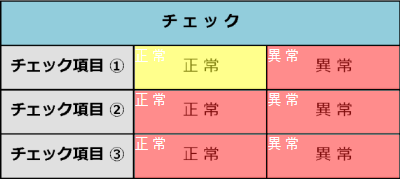 チェック
チェック項目 ① 正常 正常 異常 異常
チェック項目 ② 正常 正常 異常 異常
チェック項目 ③ 正常 正常 異常 異常